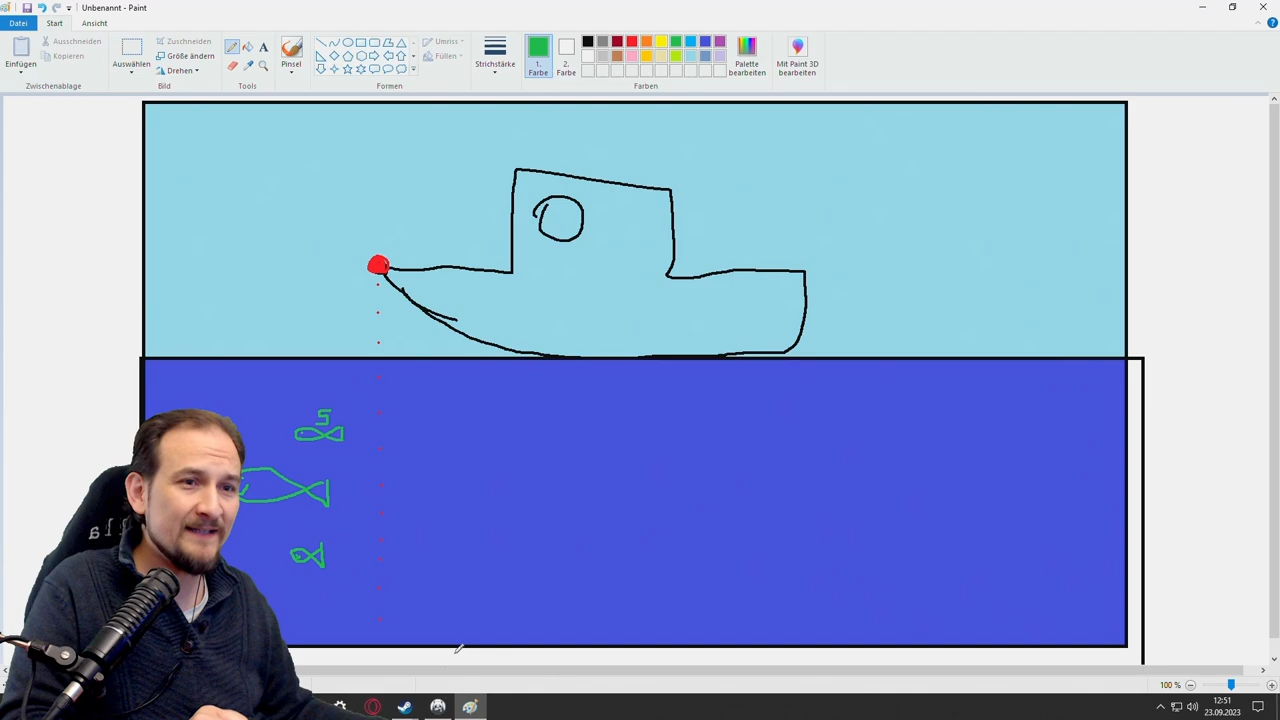 Unbenannt - Paint
Datei Start Ansicht
Einfügen
Ausschneiden
Kopieren
Zwischenablage
Auswählen
Zuschneiden
Größe ändern
Drehen
Bild
A
Tools
Pinsel
Formen
Umriss
Füllen
Strichstärke
1. Farbe
2. Farbe
Palette bearbeiten
Mit Paint 3D bearbeiten
Farben
5
100 %
12:51
23.09.2023